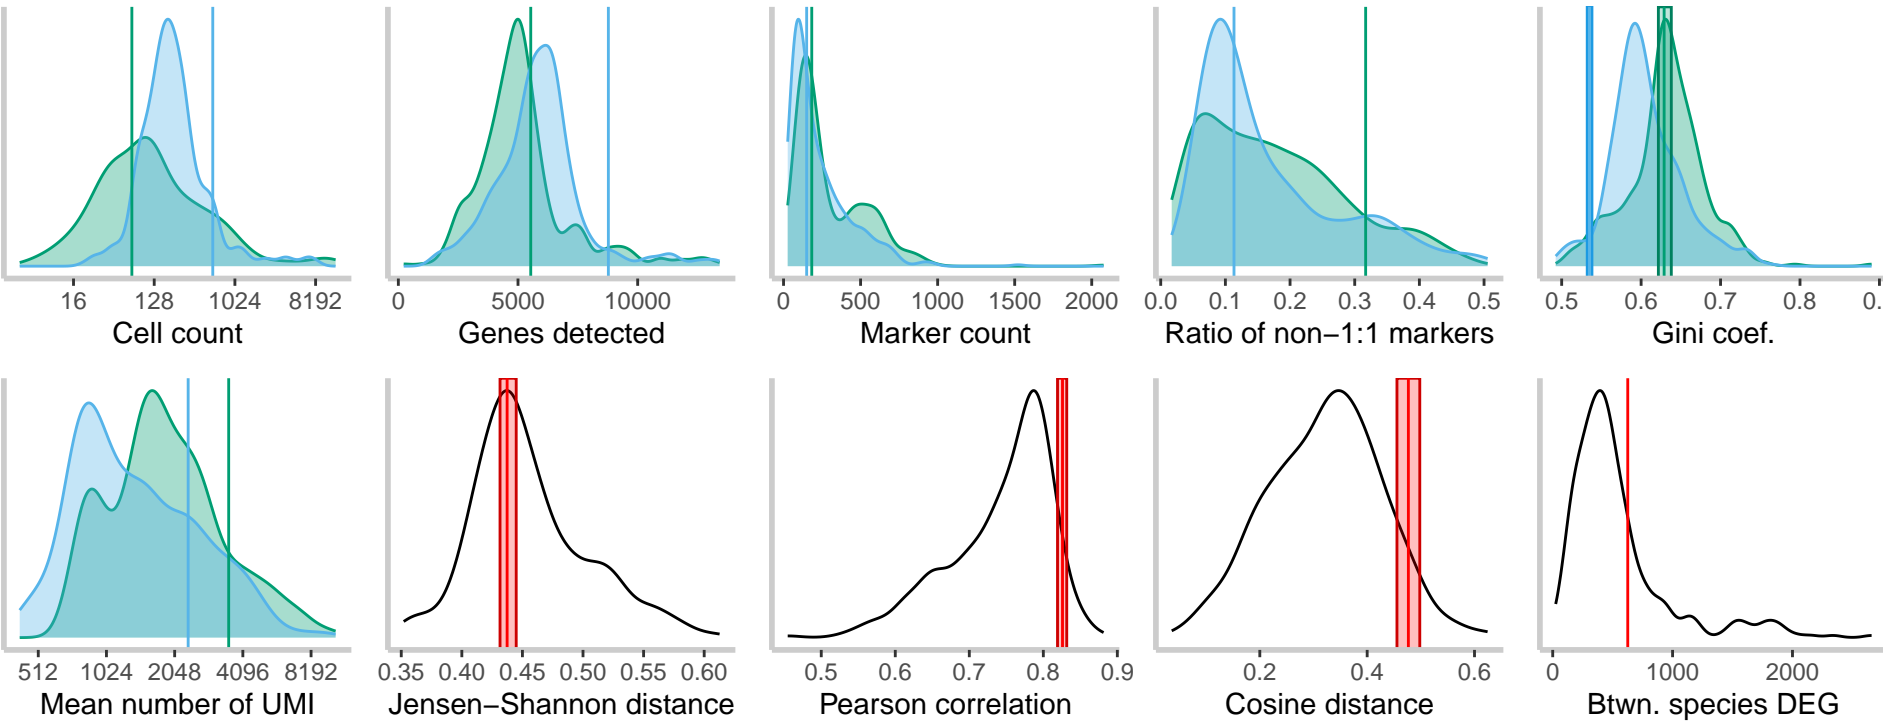 16 128 1024 8192
Cell count
0 5000 10000
Genes detected
0 500 1000 1500 2000
Marker count
0.0 0.1 0.2 0.3 0.4 0.5
Ratio of non−1:1 markers
0.5 0.6 0.7 0.8 0.
Gini coef.
512 1024 2048 4096 8192
Mean number of UMI
0.35 0.40 0.45 0.50 0.55 0.60
Jensen−Shannon distance
0.5 0.6 0.7 0.8 0.9
Pearson correlation
0.2 0.4 0.6
Cosine distance
0 1000 2000
Btwn. species DEG